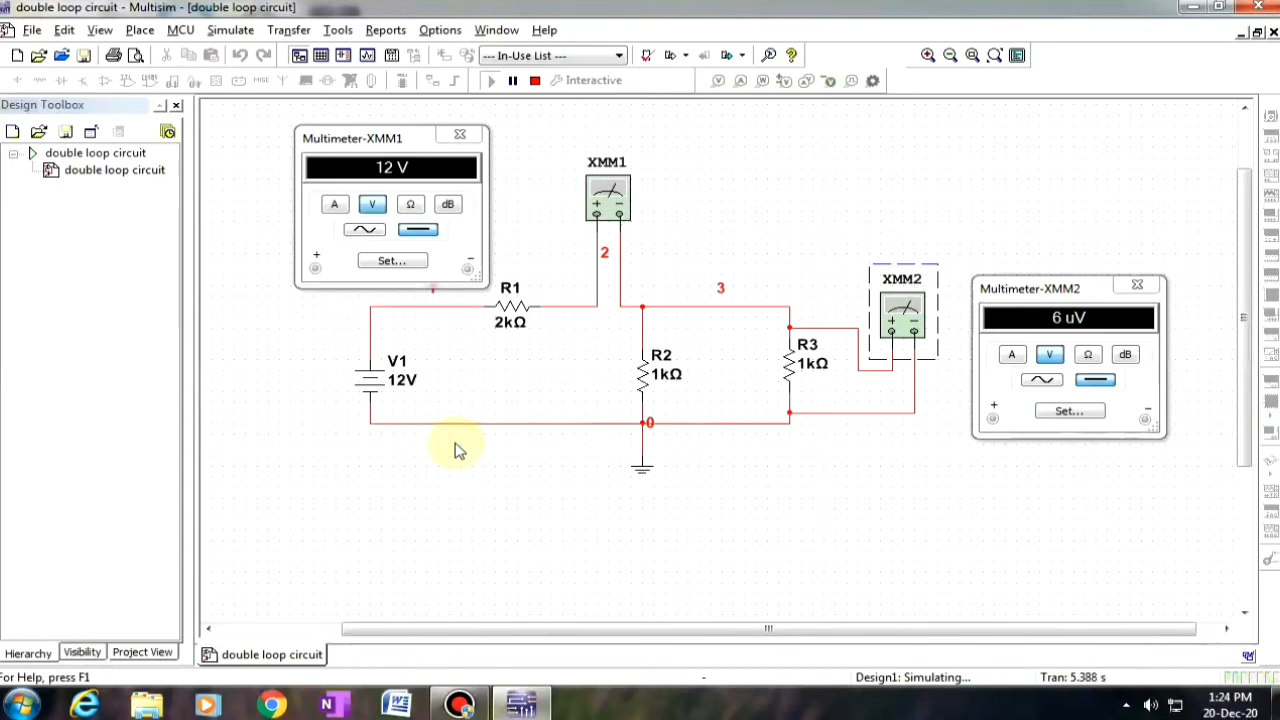 double loop circuit - Multisim - [double loop circuit]
File Edit View Place MCU Simulate Transfer Tools Reports Options Window Help
--- In-Use List ---
MISC
Interactive
V A W
Design Toolbox
double loop circuit
double loop circuit
Multimeter-XMM1
12 V
A V Ω dB
+ Set... -
XMM1
+ -
2
R1
2kΩ
3
V1
12V
R2
1kΩ
R3
1kΩ
0
XMM2
+ -
Multimeter-XMM2
6 uV
A V Ω dB
+ Set... -
Hierarchy Visibility Project View
double loop circuit
For Help, press F1
-
Design1: Simulating...
Tran: 5.388 s
1:24 PM
20-Dec-20